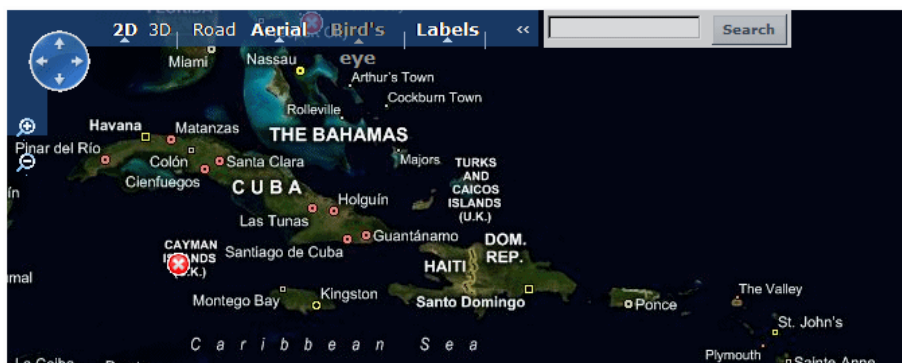 FLORIDA
2D 3D Road Aerial Bird's eye Labels « Search
Miami
Nassau
Arthur's Town
Rolleville
Cockburn Town
Havana
Matanzas
THE BAHAMAS
Pinar del Río
Colón
Santa Clara
Majors
TURKS
AND
CAICOS
ISLANDS
(U.K.)
Cienfuegos
CUBA
Holguín
Las Tunas
Guantánamo
CAYMAN
ISLANDS
(U.K.)
Santiago de Cuba
DOM.
REP.
HAITI
Montego Bay
Kingston
Santo Domingo
Ponce
The Valley
St. John's
Caribbean Sea
Plymouth